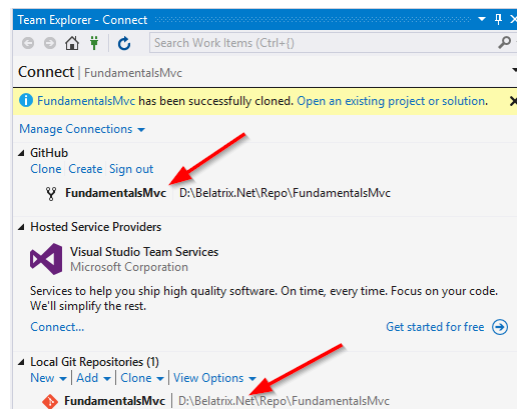 Team Explorer - Connect
Search Work Items (Ctrl+{)
Connect | FundamentalsMvc
FundamentalsMvc has been successfully cloned. Open an existing project or solution.
Manage Connections
GitHub
Clone Create Sign out
FundamentalsMvc D:\Belatrix.Net\Repo\FundamentalsMvc
Hosted Service Providers
Visual Studio Team Services
Microsoft Corporation
Services to help you ship high quality software. On time, every time. Focus on your code.
We'll simplify the rest.
Connect... Get started for free
Local Git Repositories (1)
New | Add | Clone | View Options
FundamentalsMvc | D:\Belatrix.Net\Repo\FundamentalsMvc